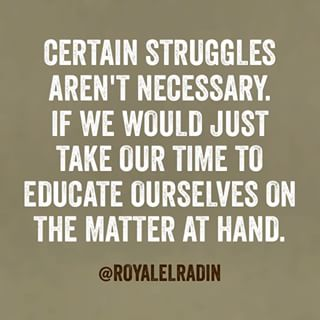 CERTAIN STRUGGLES
AREN'T NECESSARY.
IF WE WOULD JUST
TAKE OUR TIME TO
EDUCATE OURSELVES ON
THE MATTER AT HAND.
@ROYALELRADIN